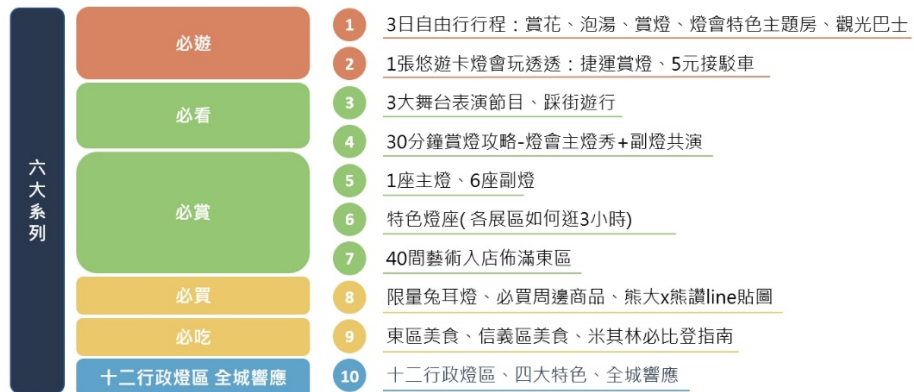 六大系列
必遊
1 3日自由行行程：賞花、泡湯、賞燈、燈會特色主題房、觀光巴士
2 1張悠遊卡燈會玩透透：捷運賞燈、5元接駁車
必看
3 3大舞台表演節目、踩街遊行
4 30分鐘賞燈攻略-燈會主燈秀+副燈共演
必賞
5 1座主燈、6座副燈
6 特色燈座( 各展區如何逛3小時)
7 40間藝術入店佈滿東區
必買
8 限量兔耳燈、必買周邊商品、熊大x熊讚line貼圖
必吃
9 東區美食、信義區美食、米其林必比登指南
十二行政燈區 全城響應
10 十二行政燈區、四大特色、全城響應